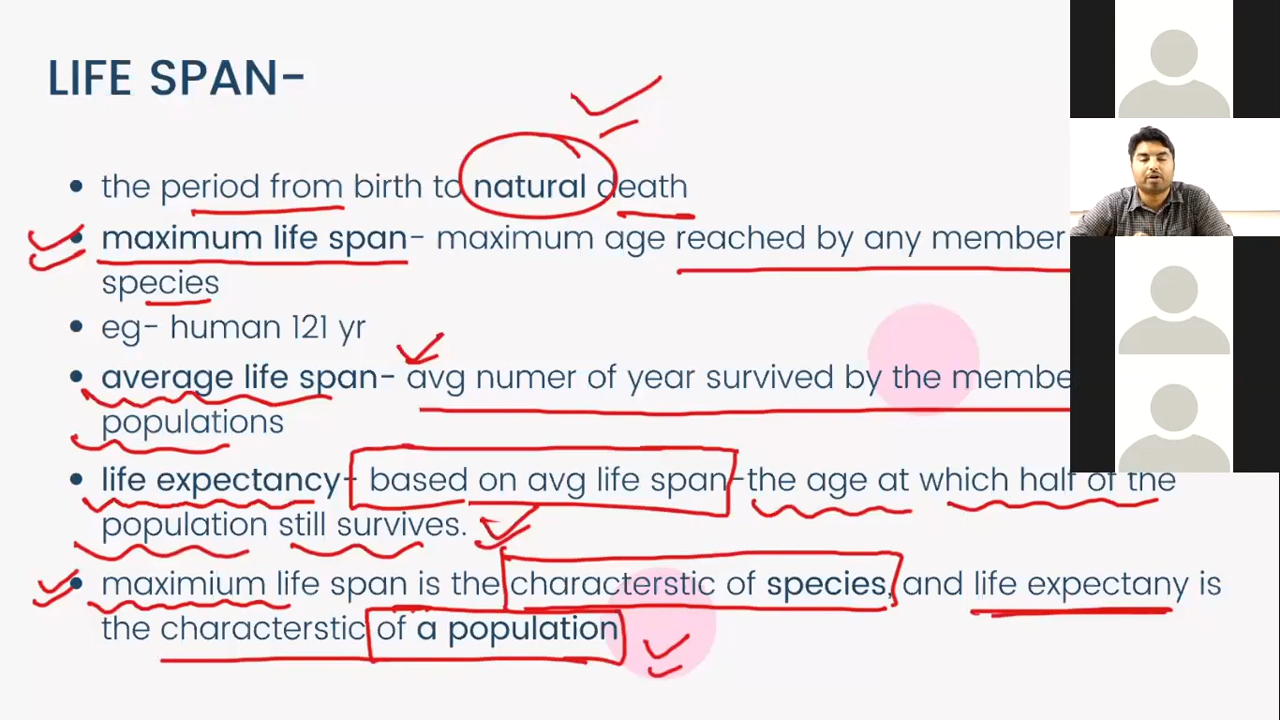 LIFE SPAN-
the period from birth to natural death
maximum life span- maximum age reached by any member
species
eg- human 121 yr
average life span- avg numer of year survived by the membe
populations
life expectancy- based on avg life span-the age at which half of the
population still survives.
maximium life span is the characterstic of species, and life expectany is
the characterstic of a population